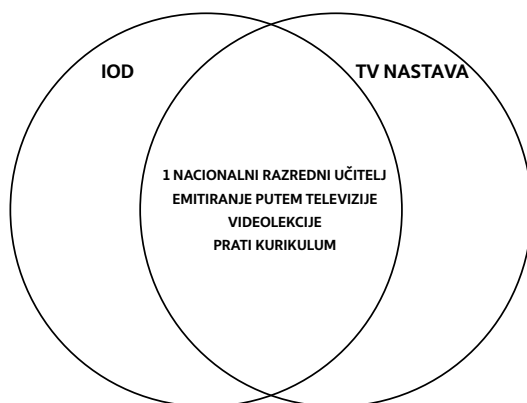 IOD
TV NASTAVA
1 NACIONALNI RAZREDNI UČITELJ
EMITIRANJE PUTEM TELEVIZIJE
VIDEOLEKCIJE
PRATI KURIKULUM